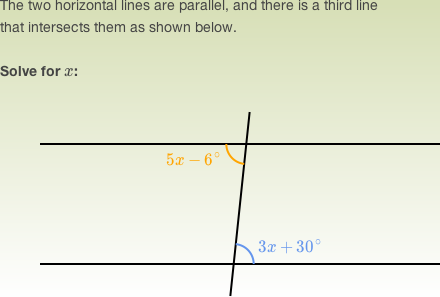 The two horizontal lines are parallel, and there is a third line
that intersects them as shown below.
Solve for x:
5x − 6°
3x + 30°